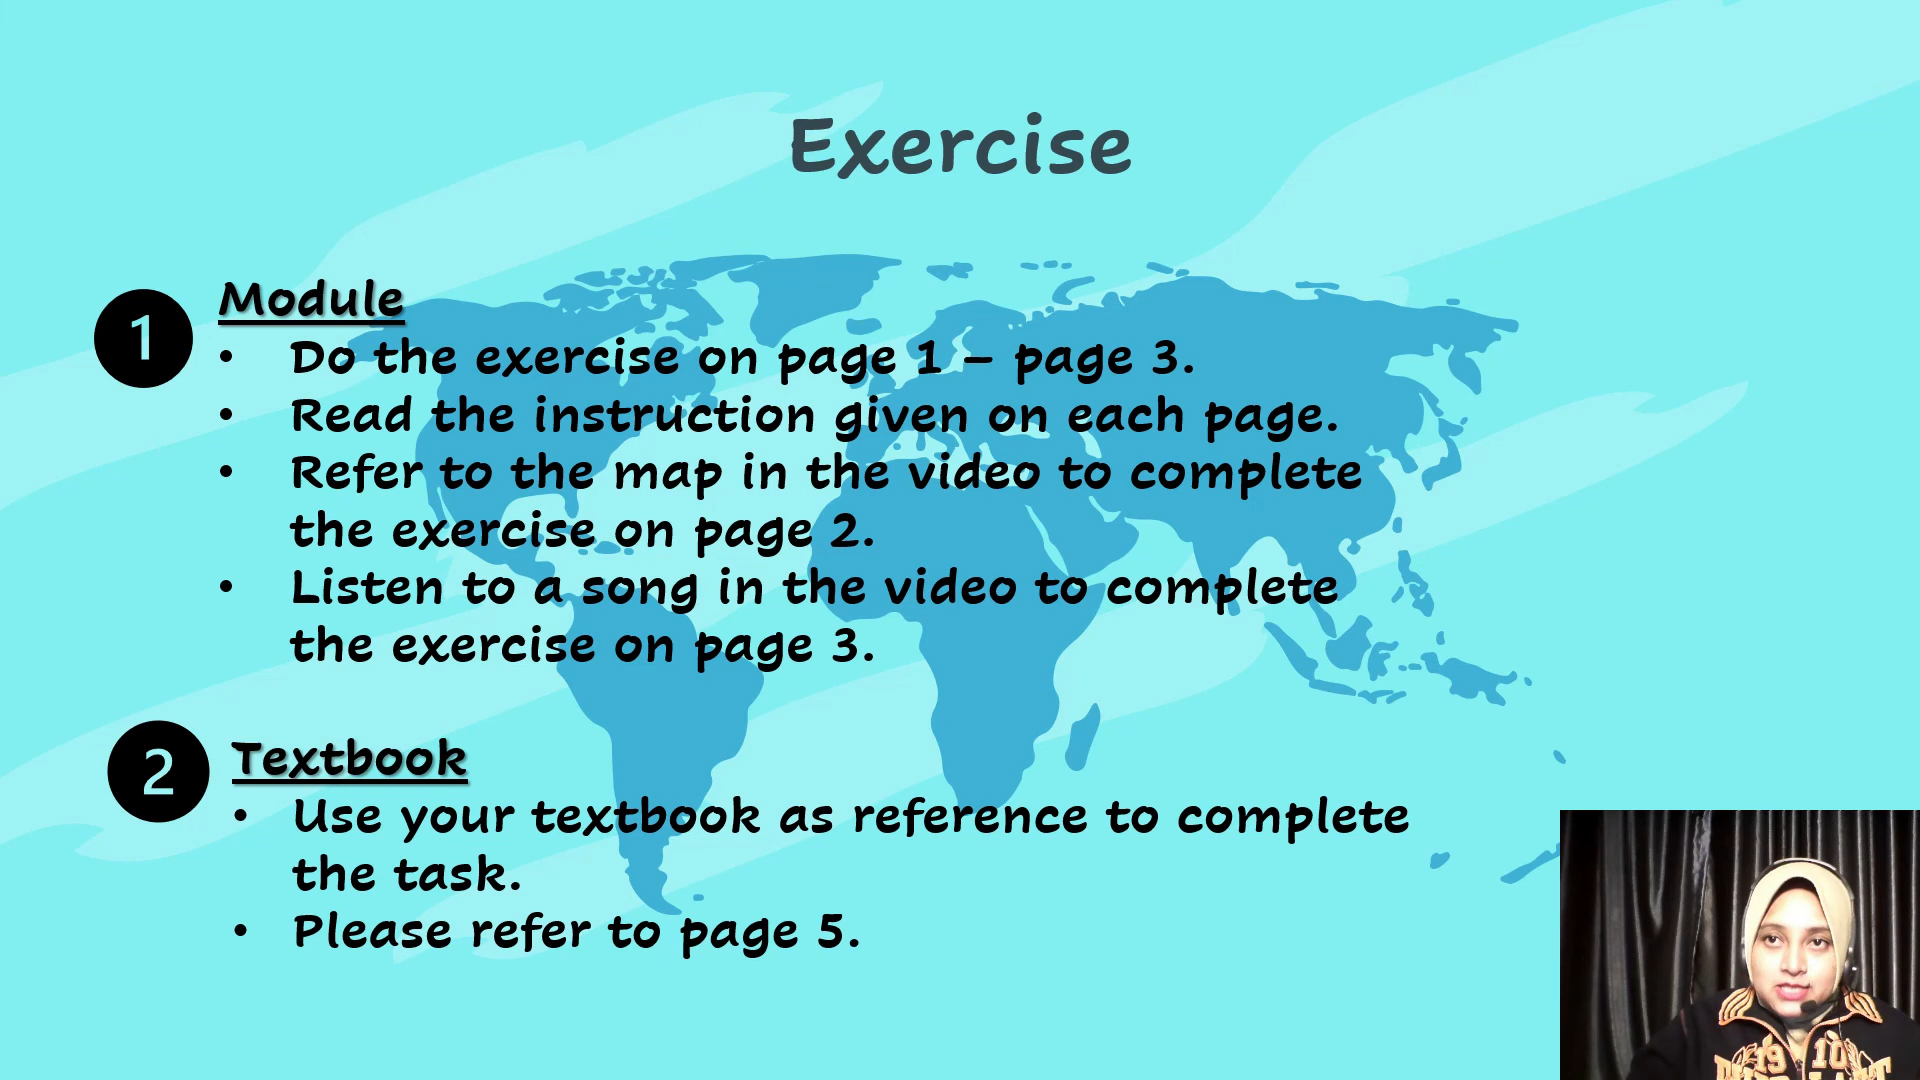 Exercise
1
Module
• Do the exercise on page 1 – page 3.
• Read the instruction given on each page.
• Refer to the map in the video to complete
the exercise on page 2.
• Listen to a song in the video to complete
the exercise on page 3.
2
Textbook
• Use your textbook as reference to complete
the task.
• Please refer to page 5.
19 10